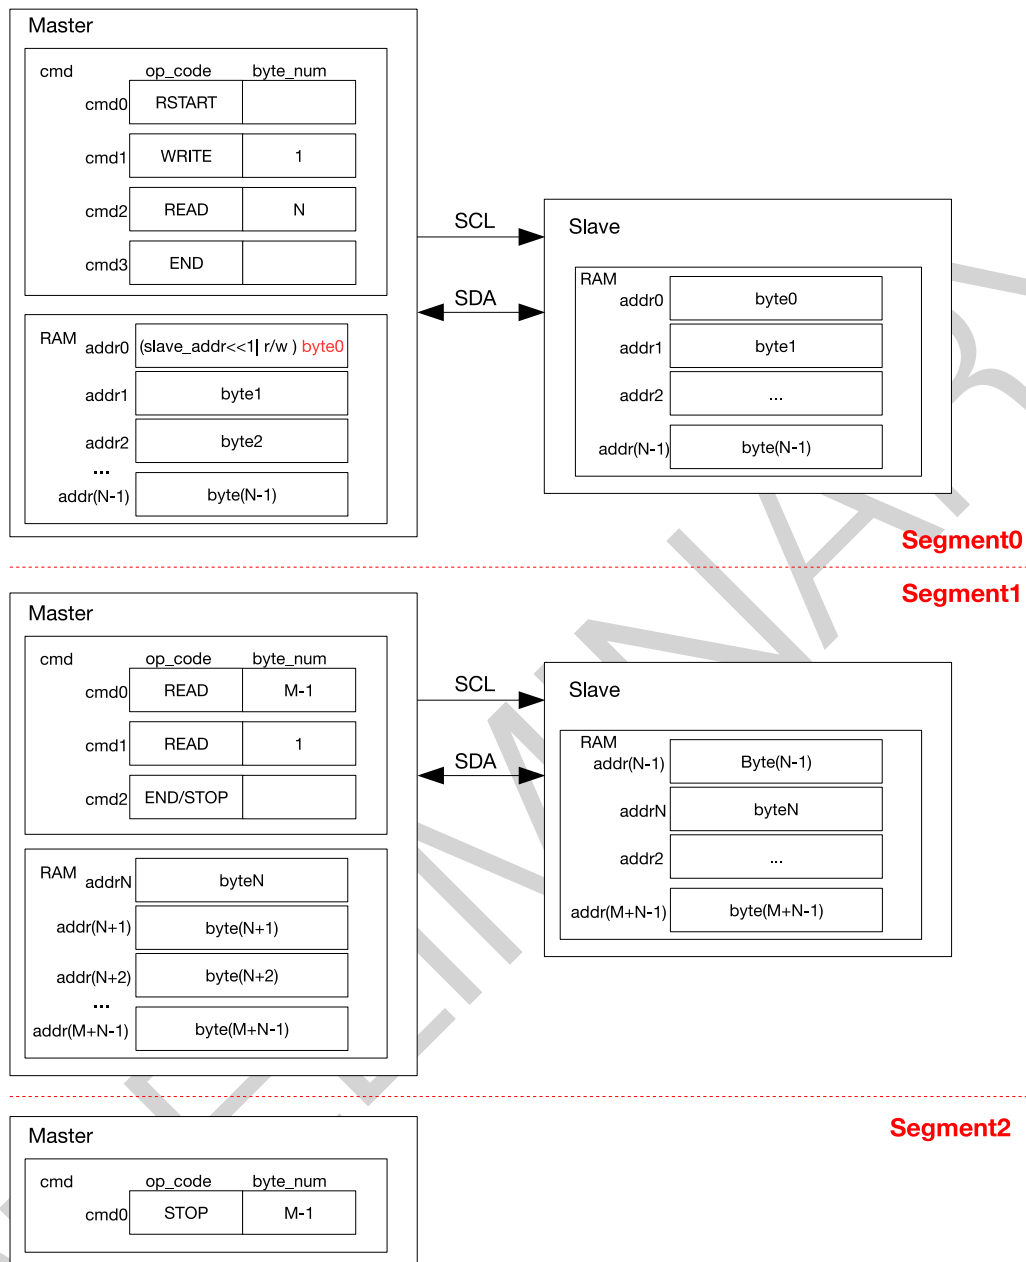 Master
cmd op_code byte_num
cmd0 RSTART
cmd1 WRITE 1
cmd2 READ N
cmd3 END
RAM addr0 (slave_addr<<1| r/w ) byte0
addr1 byte1
addr2 byte2
...
addr(N-1) byte(N-1)
SCL
SDA
Slave
RAM
addr0 byte0
addr1 byte1
addr2 ...
addr(N-1) byte(N-1)
Segment0
Segment1
Master
cmd op_code byte_num
cmd0 READ M-1
cmd1 READ 1
cmd2 END/STOP
RAM addrN byteN
addr(N+1) byte(N+1)
addr(N+2) byte(N+2)
...
addr(M+N-1) byte(M+N-1)
SCL
SDA
Slave
RAM
addr(N-1) Byte(N-1)
addrN byteN
addr2 ...
addr(M+N-1) byte(M+N-1)
Segment2
Master
cmd op_code byte_num
cmd0 STOP M-1